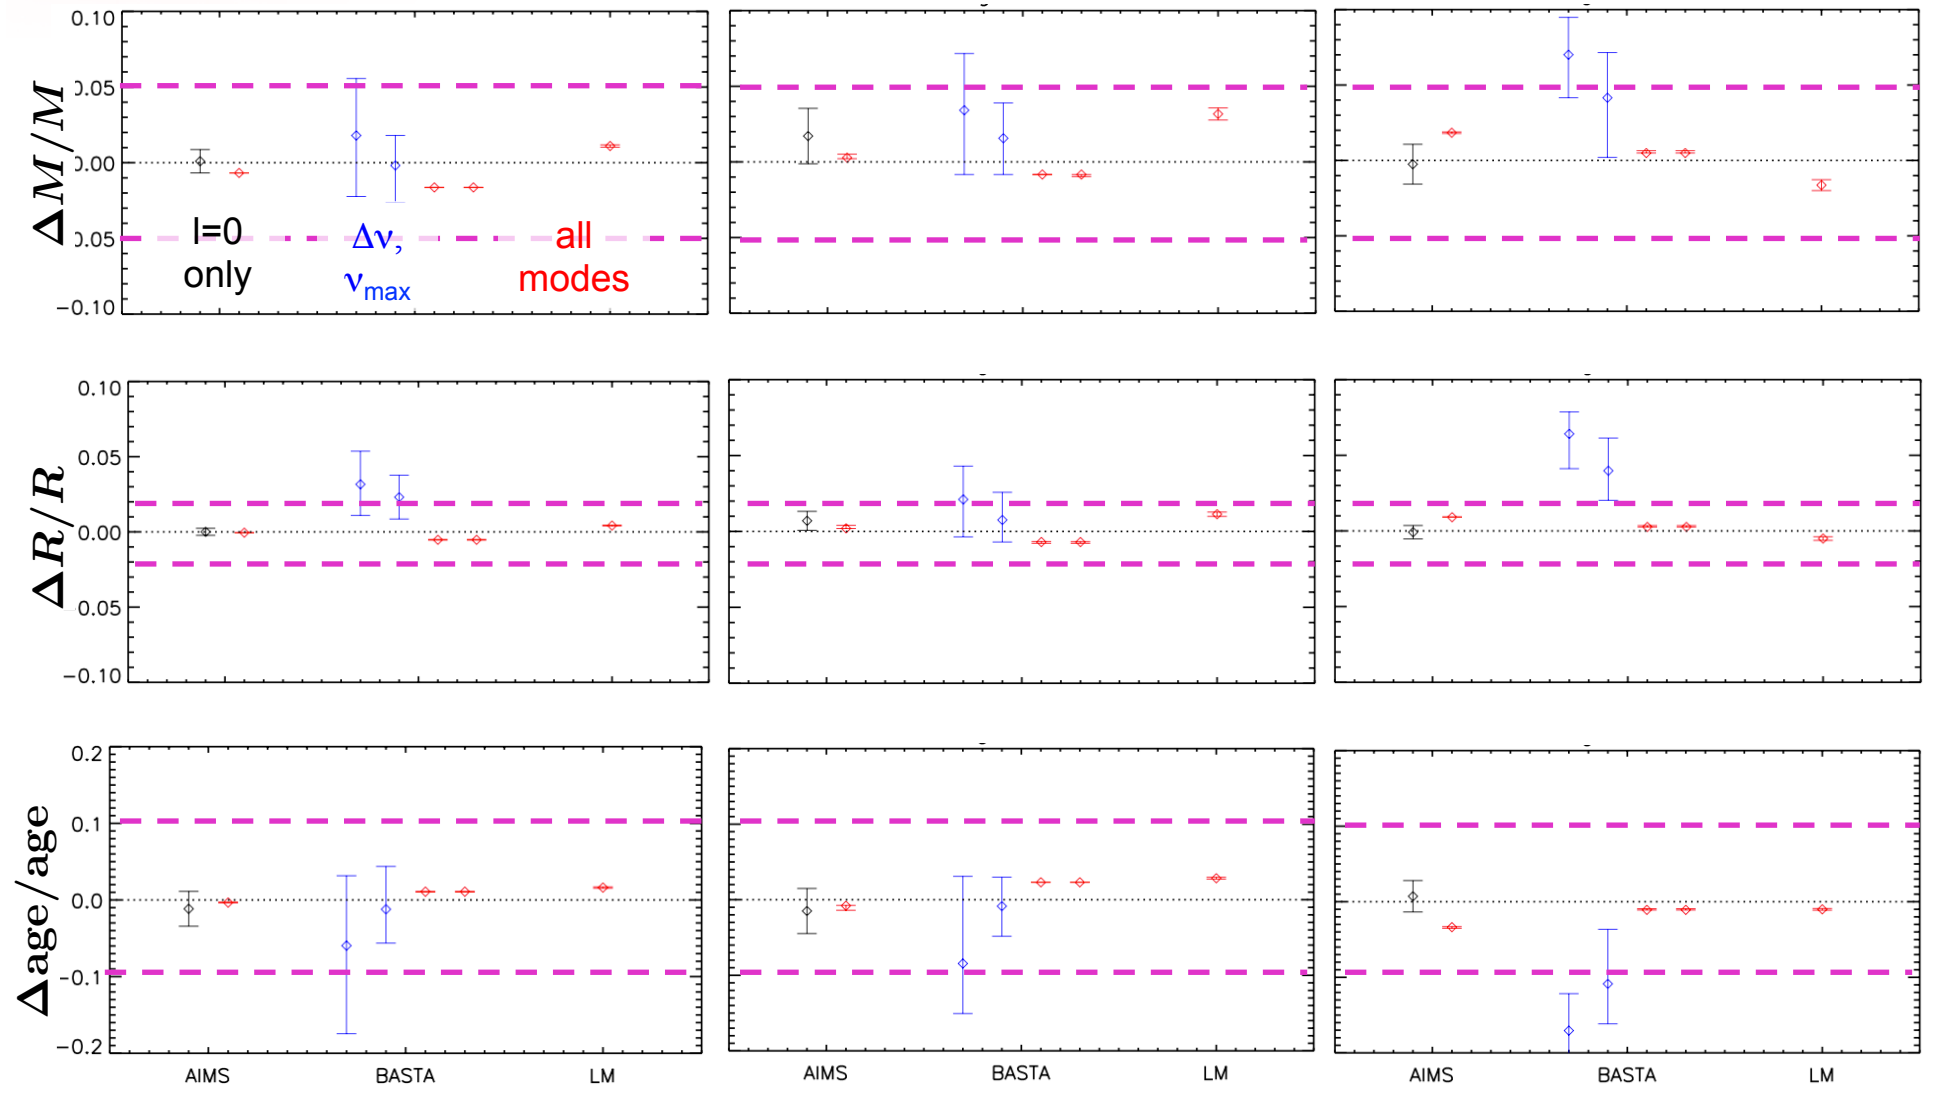 ΔM/M
0.10
0.05
0.00
0.05
−0.10
l=0
only
Δν,
νmax
all
modes
ΔR/R
0.10
0.05
0.00
0.05
−0.10
Δage/age
0.2
0.1
0.0
−0.1
−0.2
AIMS BASTA LM
AIMS BASTA LM
AIMS BASTA LM